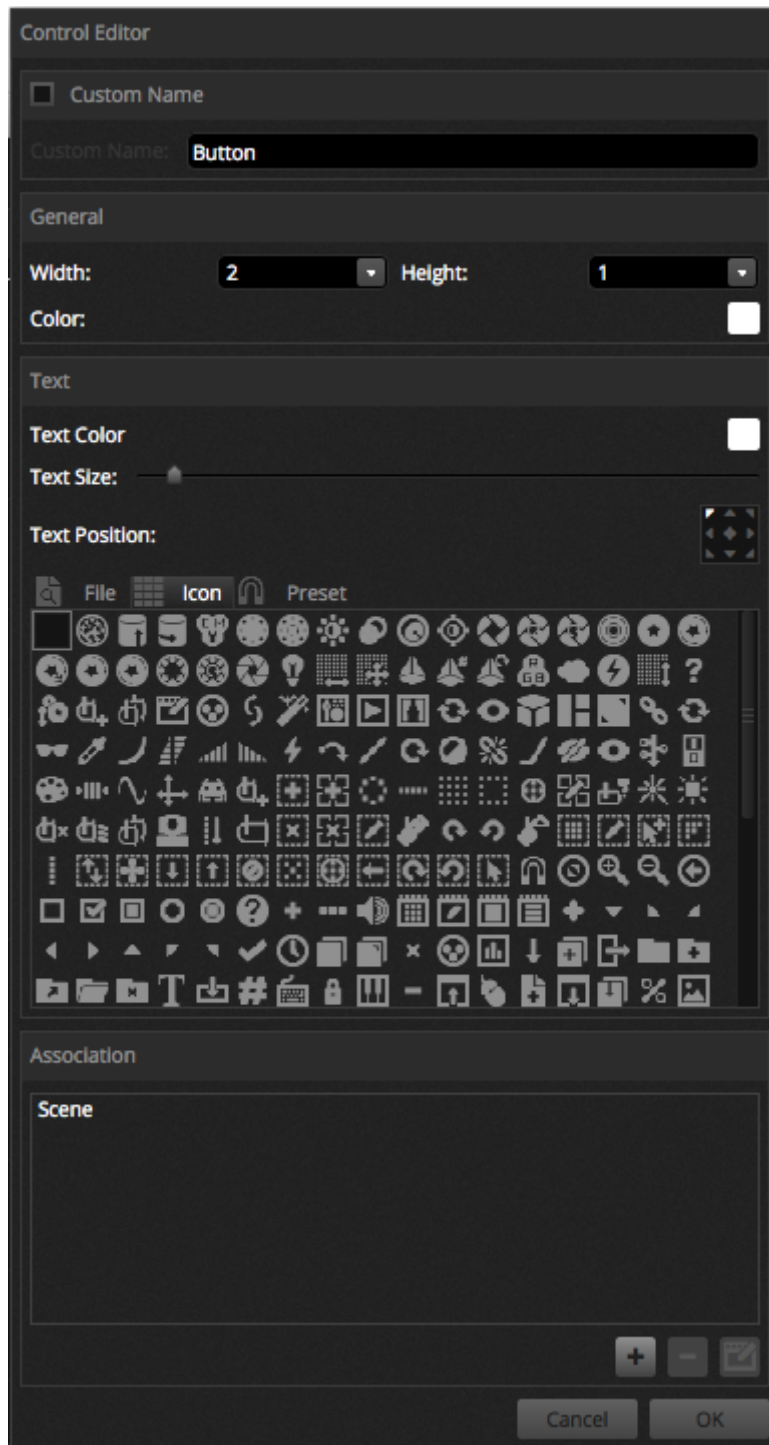 Control Editor
Custom Name
Custom Name: Button
General
Width: 2 Height: 1
Color:
Text
Text Color
Text Size:
Text Position:
File Icon Preset
Association
Scene
Cancel OK